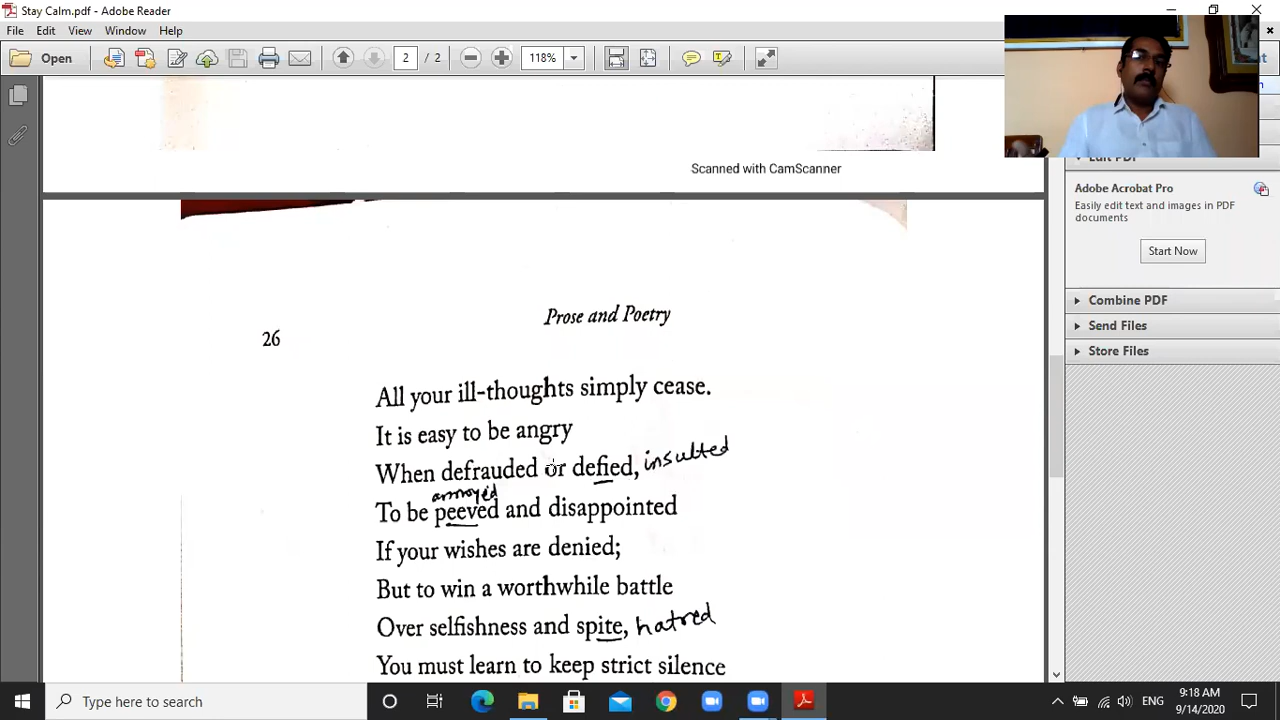 Stay Calm.pdf - Adobe Reader
File Edit View Window Help
Open 2 2 118%
Scanned with CamScanner
Edit PDF
Adobe Acrobat Pro
Easily edit text and images in PDF
documents
Start Now
Combine PDF
Send Files
Store Files
Prose and Poetry
26
All your ill-thoughts simply cease.
It is easy to be angry
When defrauded or defied, insulted
annoyed
To be peeved and disappointed
If your wishes are denied;
But to win a worthwhile battle
Over selfishness and spite, hatred
You must learn to keep strict silence
Type here to search
ENG
9:18 AM
9/14/2020